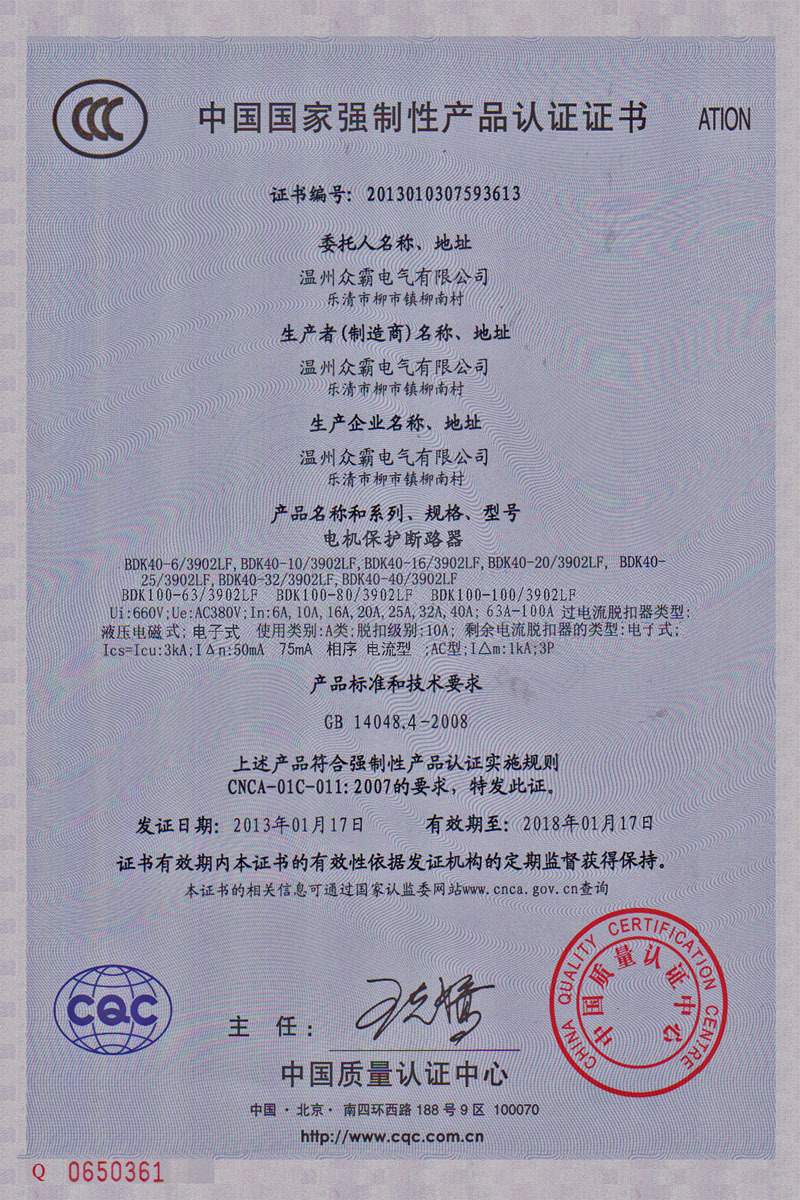 中国国家强制性产品认证证书 ATION
证书编号: 2013010307593613
委托人名称、地址
温州众霸电气有限公司
乐清市柳市镇柳南村
生产者(制造商)名称、地址
温州众霸电气有限公司
乐清市柳市镇柳南村
生产企业名称、地址
温州众霸电气有限公司
乐清市柳市镇柳南村
产品名称和系列、规格、型号
电机保护断路器
BDK40-6/3902LF,BDK40-10/3902LF,BDK40-16/3902LF,BDK40-20/3902LF, BDK40-
25/3902LF,BDK40-32/3902LF,BDK40-40/3902LF
BDK100-63/3902LF BDK100-80/3902LF BDK100-100/3902LF
Ui:660V;Ue:AC380V;In:6A,10A,16A,20A,25A,32A,40A; 63A-100A 过电流脱扣器类型:
液压电磁式; 电子式 使用类别:A类;脱扣级别:10A; 剩余电流脱扣器的类型:电子式;
Ics=Icu:3kA;IΔn:50mA 75mA 相序 电流型 ;AC型;I△m:1kA;3P
产品标准和技术要求
GB 14048.4-2008
上述产品符合强制性产品认证实施规则
CNCA-01C-011:2007的要求, 特发此证。
发证日期: 2013年01月17日 有效期至: 2018年01月17日
证书有效期内本证书的有效性依据发证机构的定期监督获得保持。
本证书的相关信息可通过国家认监委网站www.cnca.gov.cn查询
CQC
主 任:
CHINA QUALITY CERTIFICATION CENTRE
中国质量认证中心
中国质量认证中心
中国·北京·南四环西路188号9区 100070
http://www.cqc.com.cn
Q 0650361